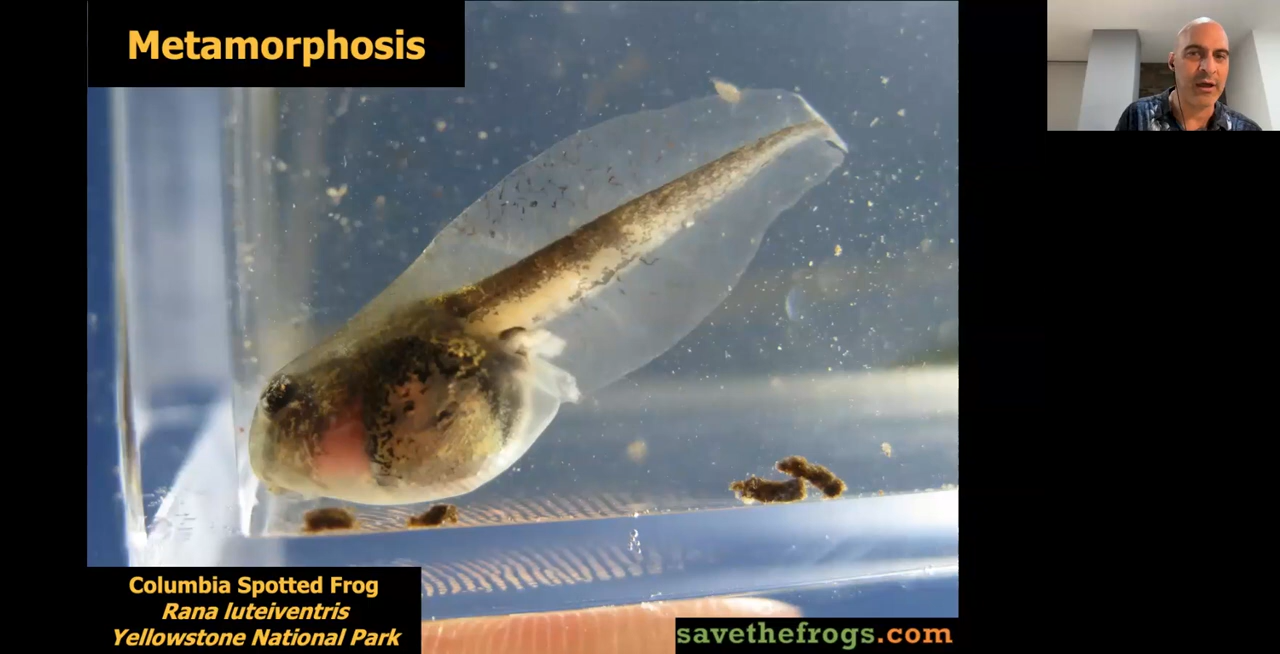 Metamorphosis
Columbia Spotted Frog
Rana luteiventris
Yellowstone National Park
savethefrogs.com